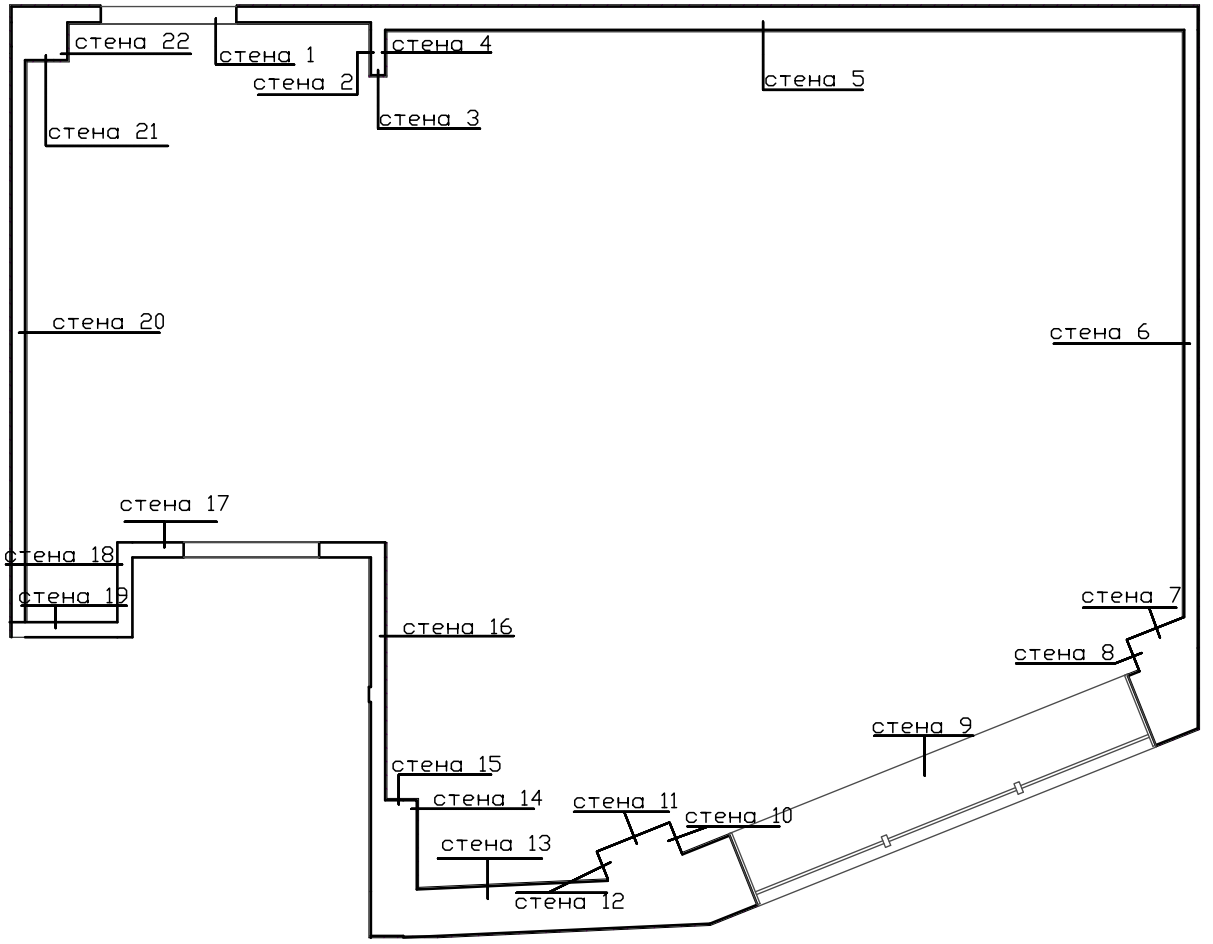 стена 22
стена 4
стена 1
стена 2
стена 5
стена 3
стена 21
стена 20
стена 6
стена 17
стена 18
стена 19
стена 7
стена 16
стена 8
стена 9
стена 15
стена 14
стена 11
стена 10
стена 13
стена 12